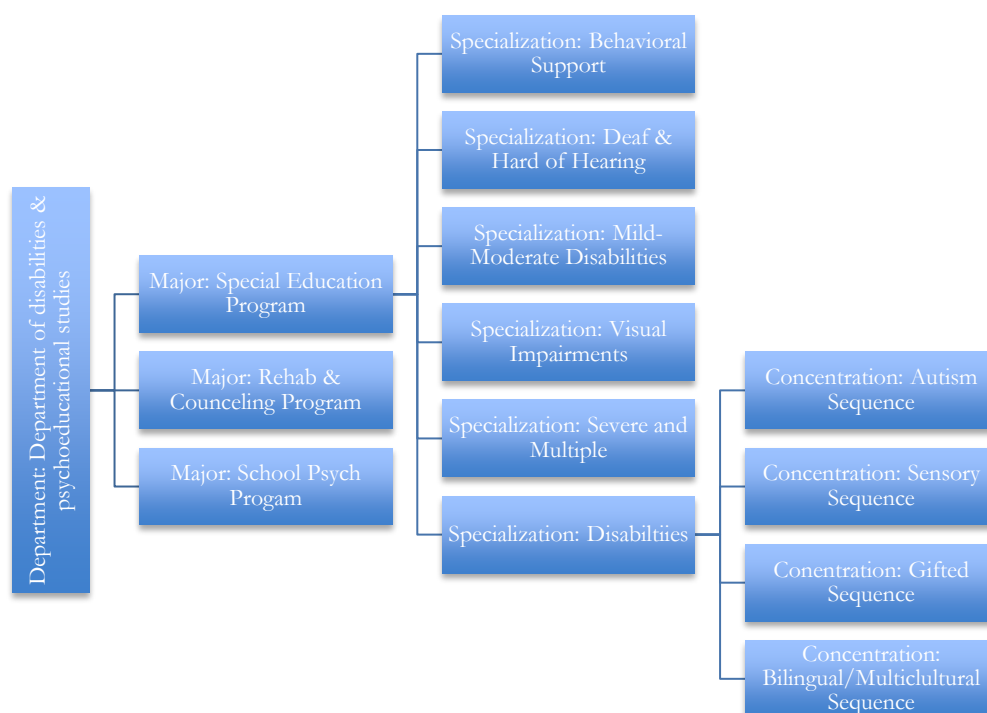 Department: Department of disabilities &
psychoeducational studies
Major: Special Education
Program
Major: Rehab &
Counceling Program
Major: School Psych
Progam
Specialization: Behavioral
Support
Specialization: Deaf &
Hard of Hearing
Specialization: Mild-
Moderate Disabilities
Specialization: Visual
Impairments
Specialization: Severe and
Multiple
Specialization: Disabiltiies
Concentration: Autism
Sequence
Concentration: Sensory
Sequence
Conentration: Gifted
Sequence
Concentration:
Bilingual/Multiclultural
Sequence